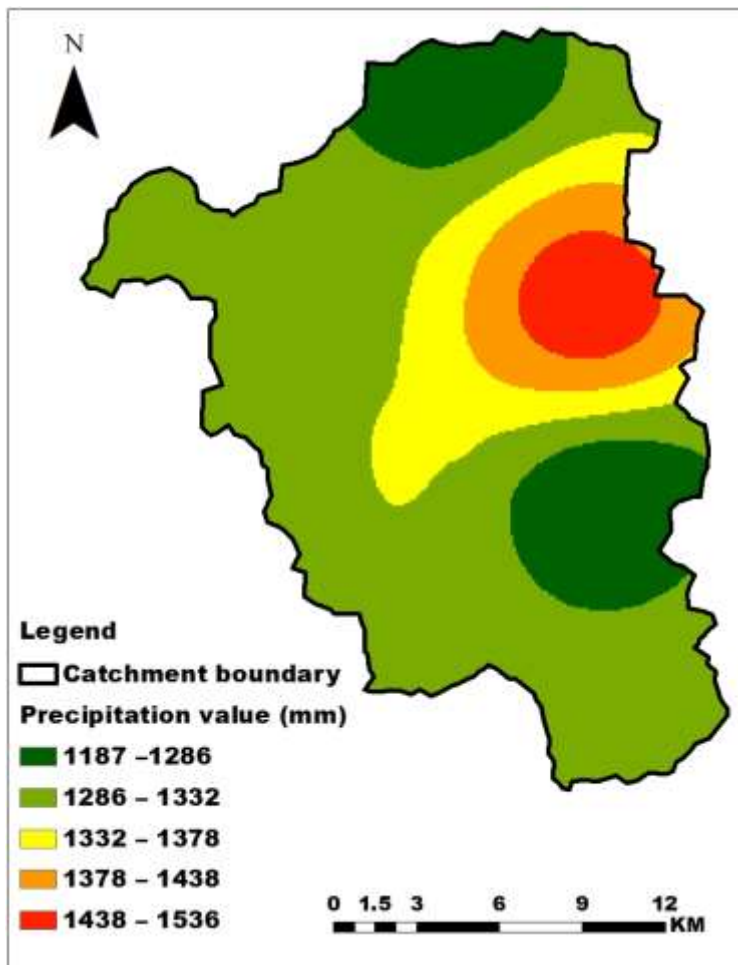 N
Legend
Catchment boundary
Precipitation value (mm)
1187 –1286
1286 – 1332
1332 – 1378
1378 – 1438
1438 – 1536
0 1.5 3 6 9 12
KM